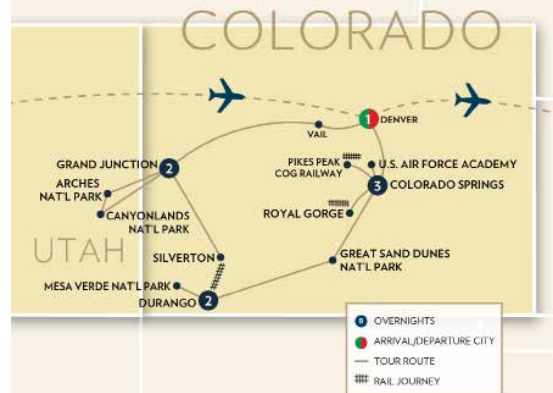 COLORADO
1
DENVER
VAIL
PIKES PEAK
COG RAILWAY
U.S. AIR FORCE ACADEMY
GRAND JUNCTION
2
3
COLORADO SPRINGS
ARCHES
NAT'L PARK
CANYONLANDS
NAT'L PARK
ROYAL GORGE
UTAH
SILVERTON
GREAT SAND DUNES
NAT'L PARK
MESA VERDE NAT'L PARK
DURANGO
2
OVERNIGHTS
ARRIVAL/DEPARTURE CITY
TOUR ROUTE
RAIL JOURNEY